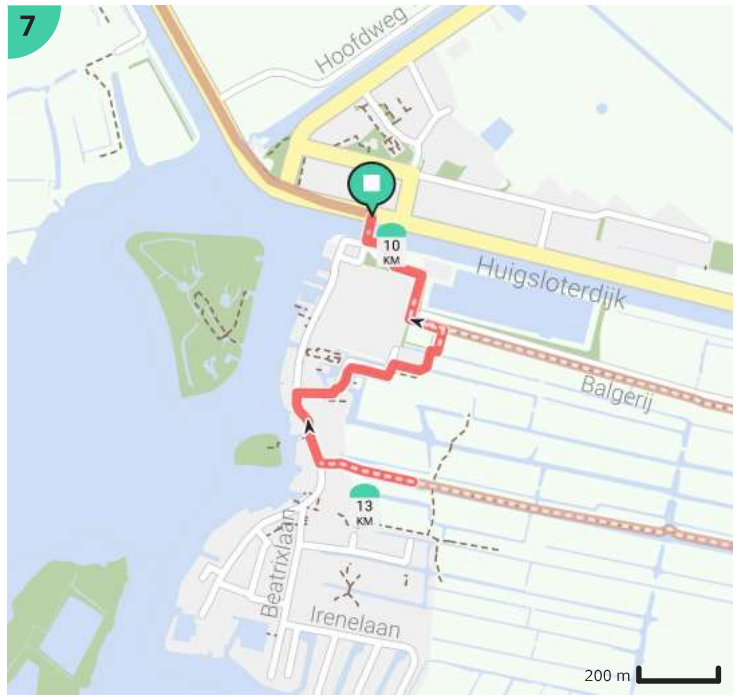 7
Hoofdweg
10
KM
Huigsloterdijk
Balgerij
13
KM
Beatrixlaan
Irenelaan
200 m